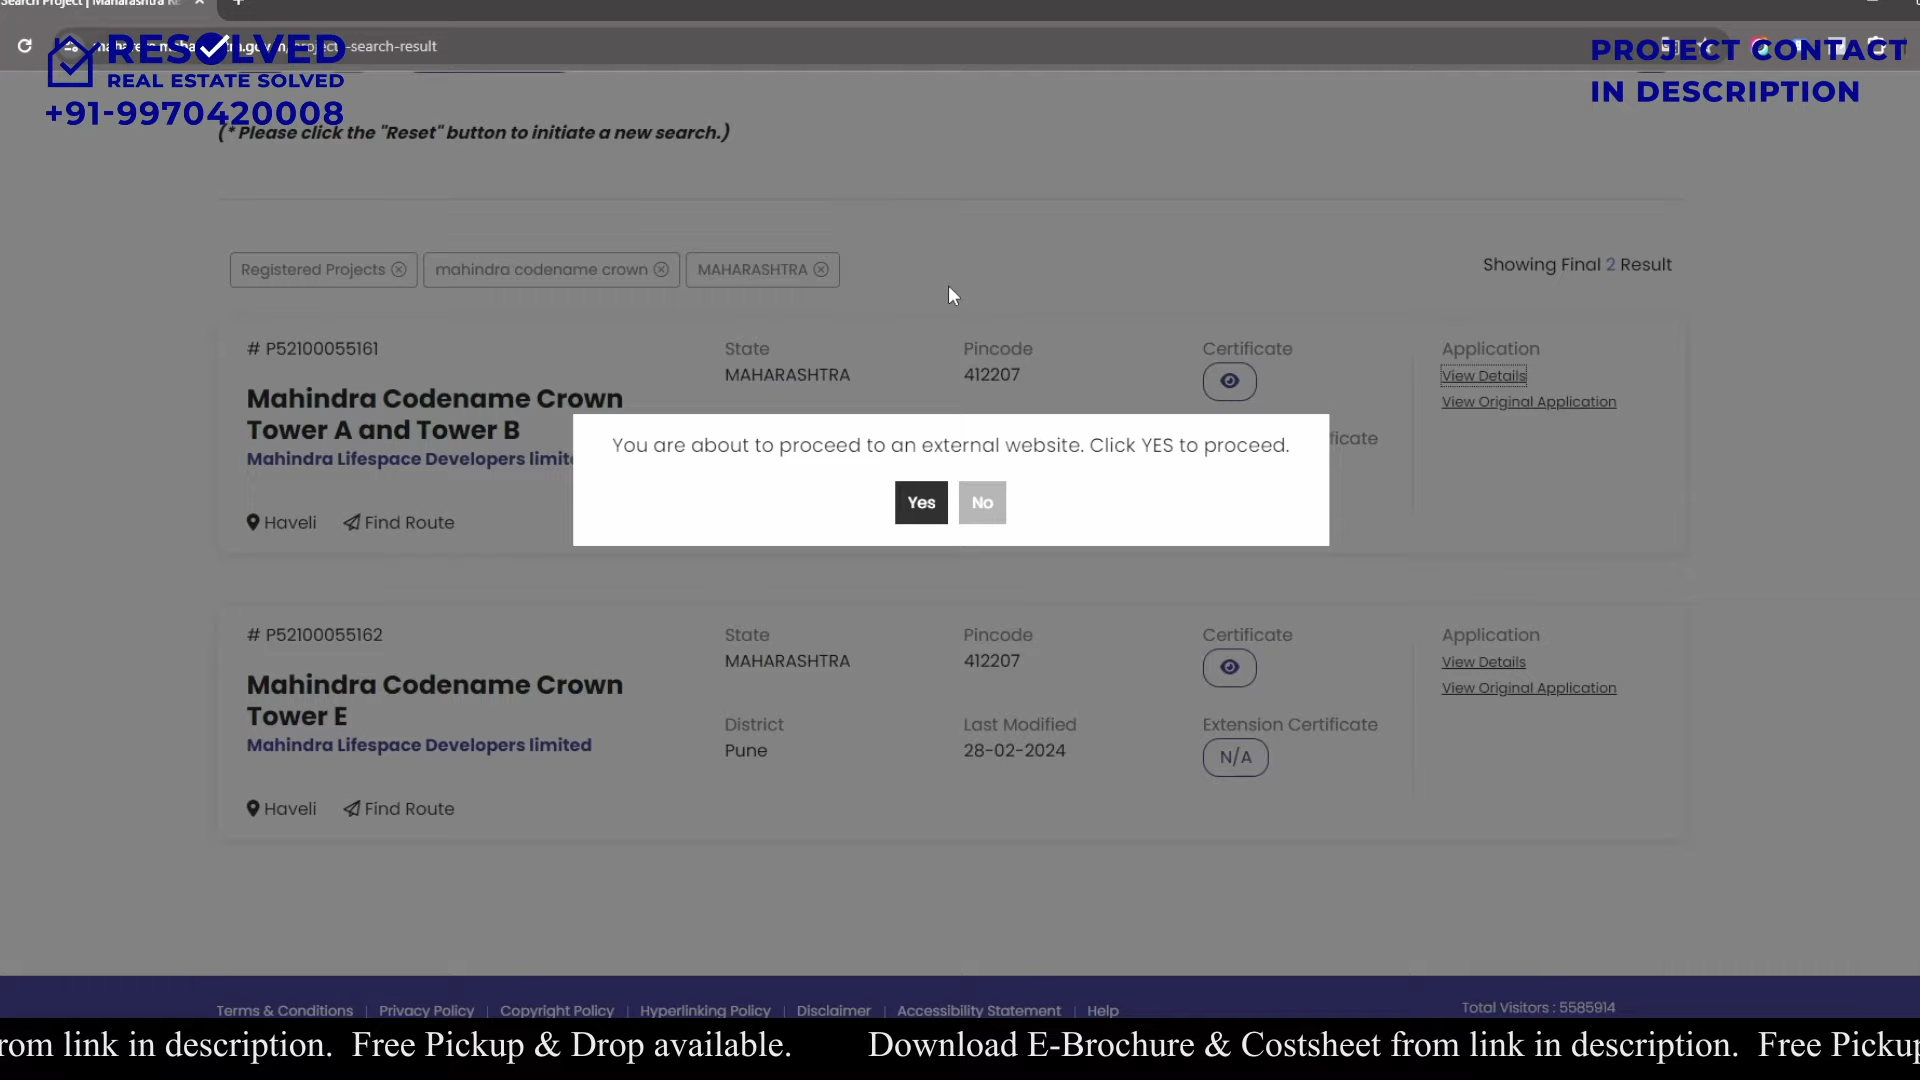 Search Project | Maharashtra
project-search-result
RESOLVED
REAL ESTATE SOLVED
+91-9970420008
PROJECT CONTACT
IN DESCRIPTION
(* Please click the "Reset" button to initiate a new search.)
Registered Projects
mahindra codename crown
MAHARASHTRA
Showing Final 2 Result
# P52100055161
Mahindra Codename Crown
Tower A and Tower B
Mahindra Lifespace Developers
Haveli Find Route
State
MAHARASHTRA
Pincode
412207
Certificate
Application
View Details
View Original Application
You are about to proceed to an external website. Click YES to proceed.
Yes No
# P52100055162
Mahindra Codename Crown
Tower E
Mahindra Lifespace Developers limited
Haveli Find Route
State
MAHARASHTRA
District
Pune
Pincode
412207
Last Modified
28-02-2024
Certificate
Extension Certificate
N/A
Application
View Details
View Original Application
Terms & Conditions | Privacy Policy | Copyright Policy | Hyperlinking Policy | Disclaimer | Accessibility Statement | Help
Total Visitors : 5585914
rom link in description. Free Pickup & Drop available. Download E-Brochure & Costsheet from link in description. Free Pickup